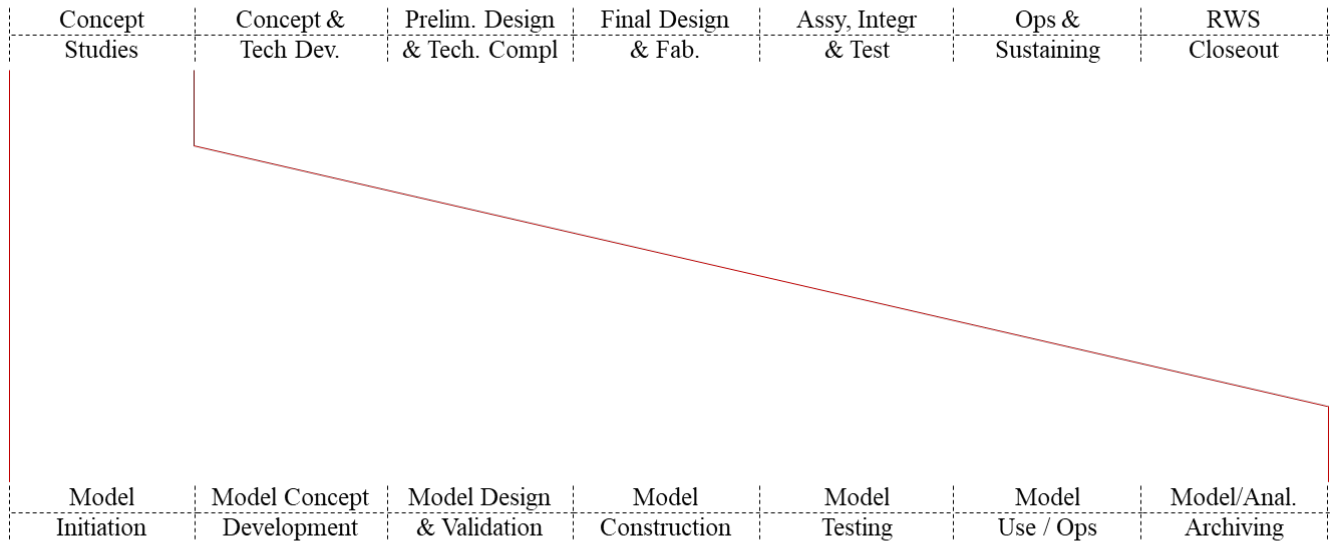 Concept Concept & Prelim. Design Final Design Assy, Integr Ops & RWS
Studies Tech Dev. & Tech. Compl & Fab. & Test Sustaining Closeout
Model Model Concept Model Design Model Model Model Model/Anal.
Initiation Development & Validation Construction Testing Use / Ops Archiving